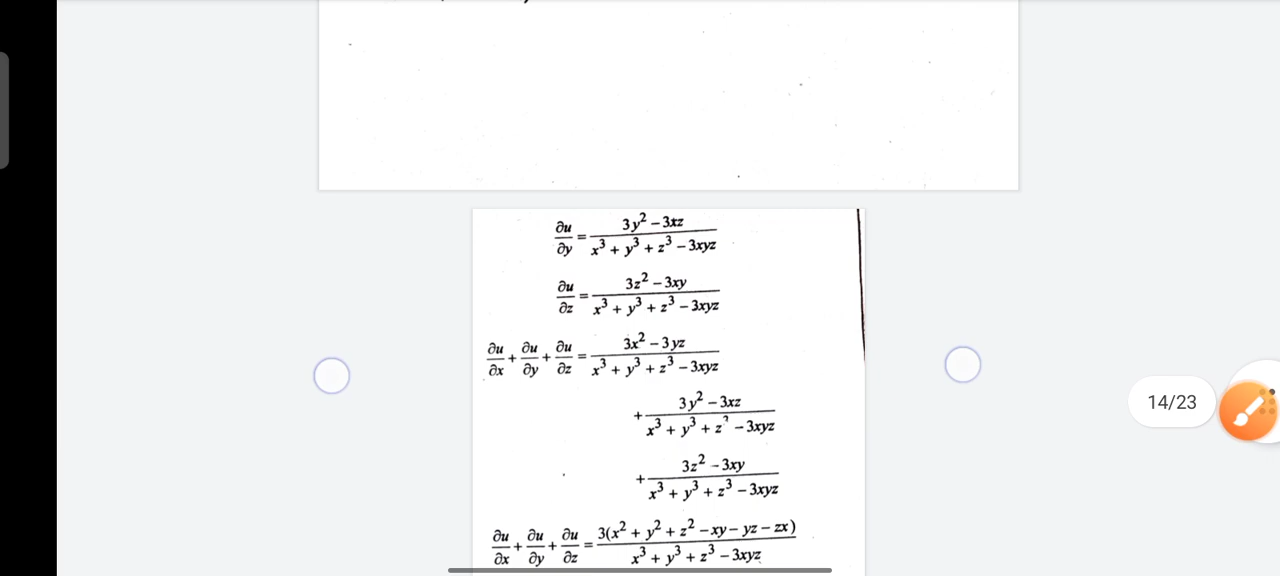 ∂u/∂y = (3y² – 3xz)/(x³ + y³ + z³ – 3xyz)
∂u/∂z = (3z² – 3xy)/(x³ + y³ + z³ – 3xyz)
∂u/∂x + ∂u/∂y + ∂u/∂z = (3x² – 3yz)/(x³ + y³ + z³ – 3xyz)
+ (3y² – 3xz)/(x³ + y³ + z³ – 3xyz)
+ (3z² – 3xy)/(x³ + y³ + z³ – 3xyz)
14/23
∂u/∂x + ∂u/∂y + ∂u/∂z = 3(x² + y² + z² – xy – yz – zx)/(x³ + y³ + z³ – 3xyz)